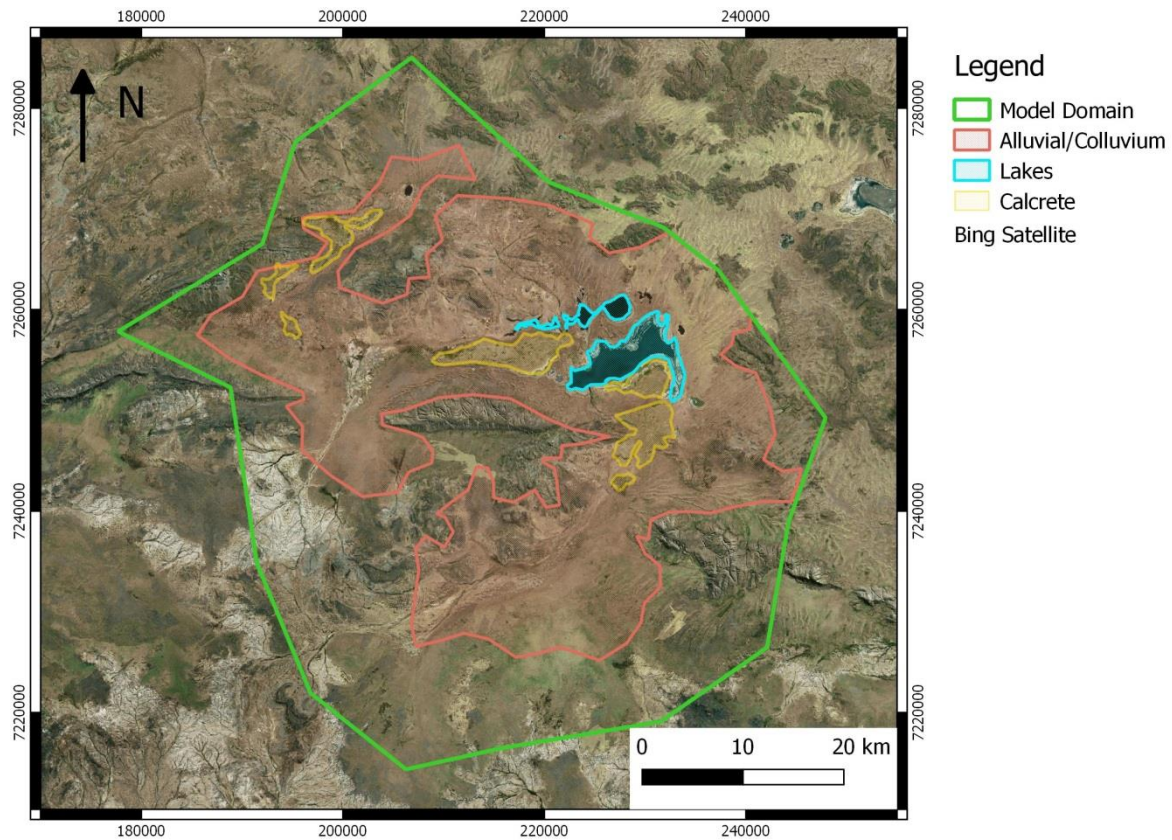 180000 200000 220000 240000
N
7280000 7280000
7260000 7260000
7240000 7240000
7220000 7220000
0 10 20 km
180000 200000 220000 240000
Legend
Model Domain
Alluvial/Colluvium
Lakes
Calcrete
Bing Satellite